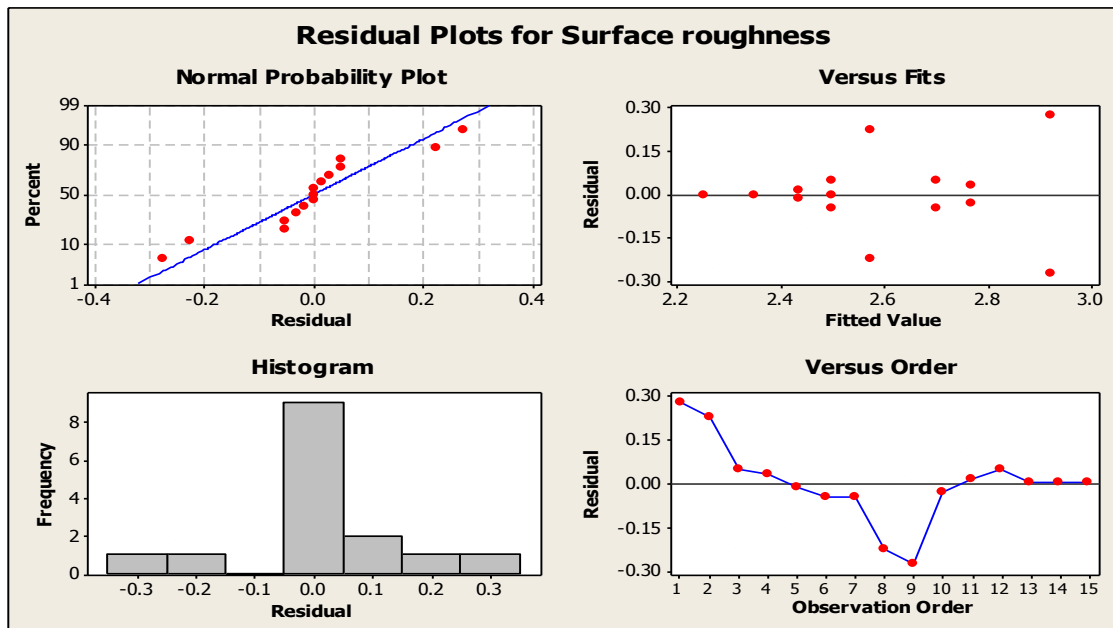 Residual Plots for Surface roughness
Normal Probability Plot
99
90
50
10
1
Percent
-0.4 -0.2 0.0 0.2 0.4
Residual
Versus Fits
0.30
0.15
0.00
-0.15
-0.30
Residual
2.2 2.4 2.6 2.8 3.0
Fitted Value
Histogram
8
6
4
2
0
Frequency
-0.3 -0.2 -0.1 0.0 0.1 0.2 0.3
Residual
Versus Order
0.30
0.15
0.00
-0.15
-0.30
Residual
1 2 3 4 5 6 7 8 9 10 11 12 13 14 15
Observation Order